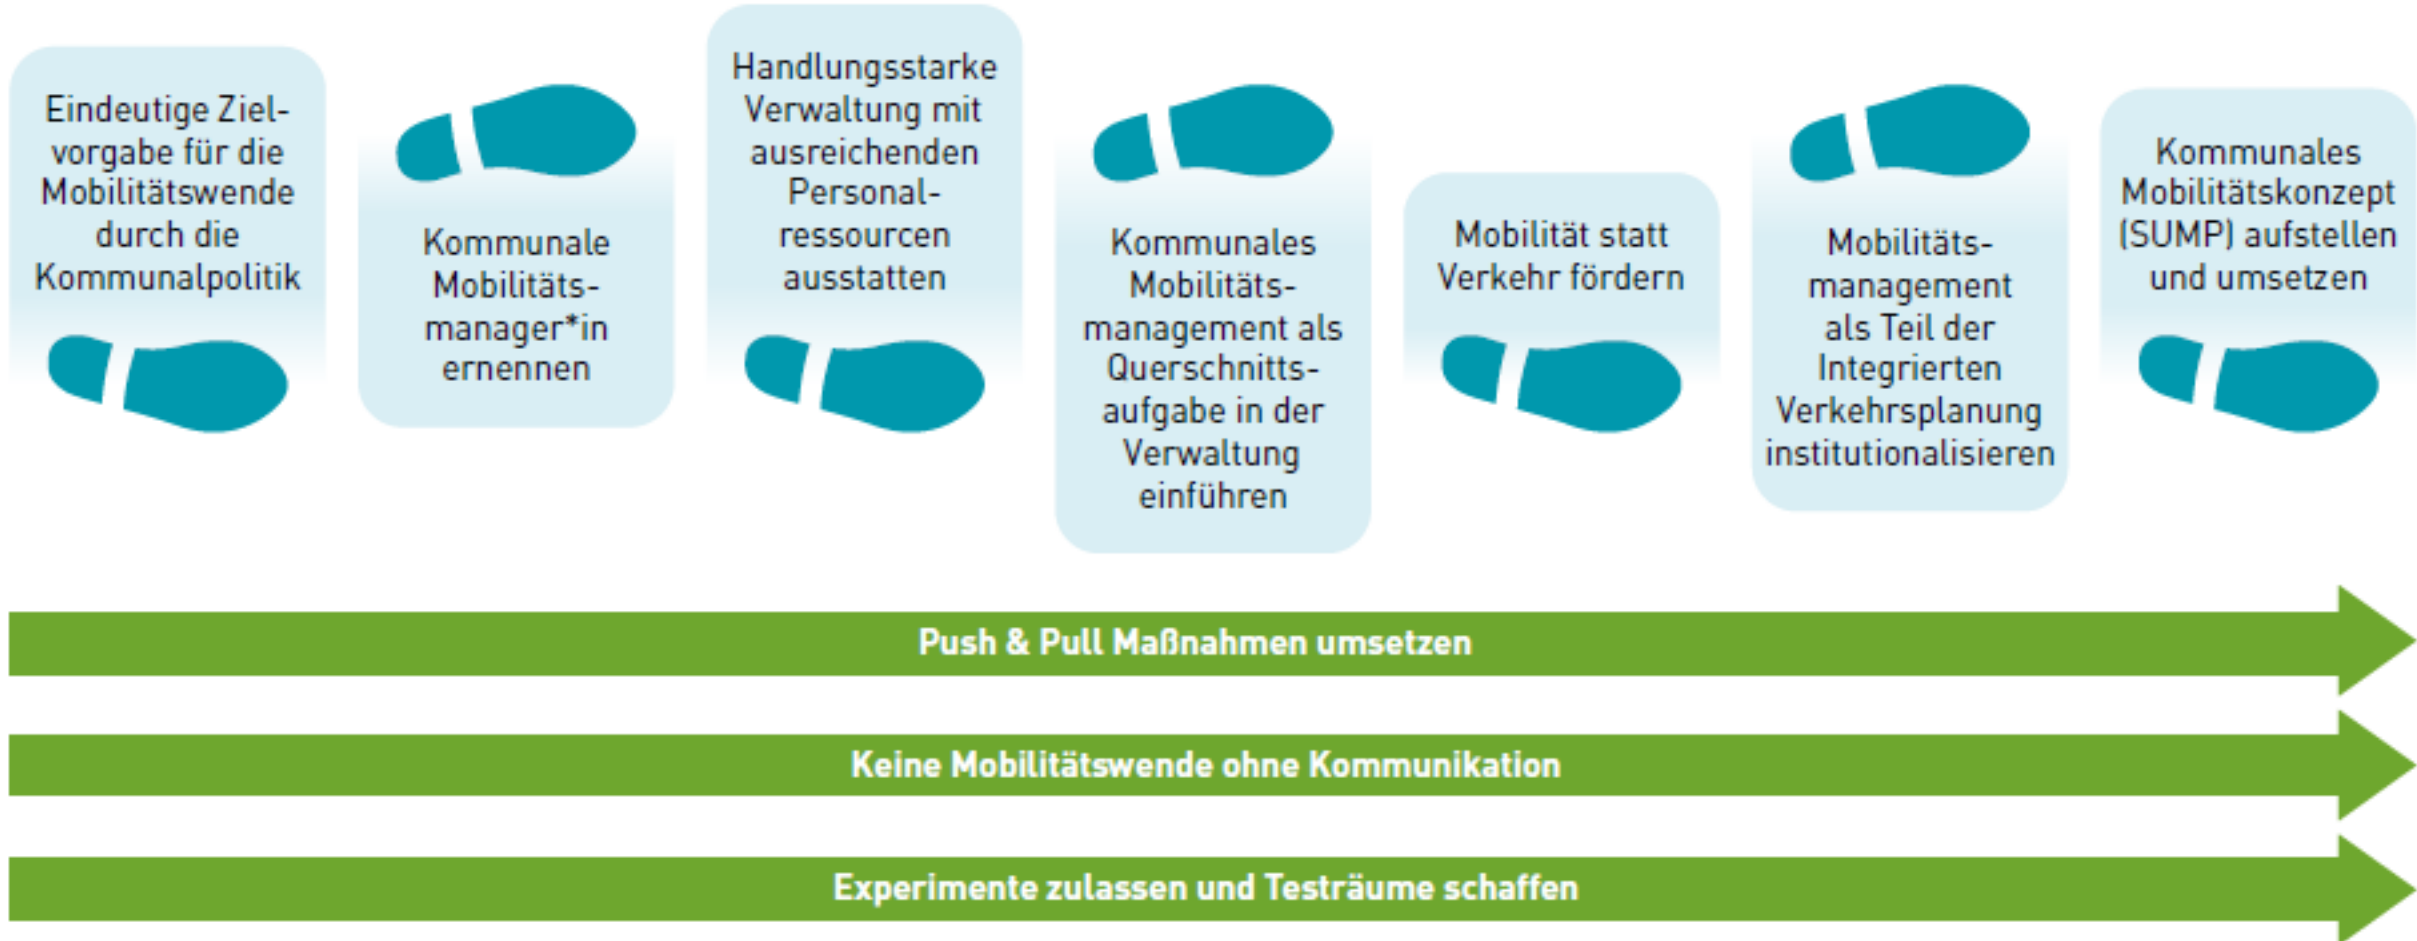 Eindeutige Ziel-
vorgabe für die
Mobilitätswende
durch die
Kommunalpolitik
Kommunale
Mobilitäts-
manager*in
ernennen
Handlungsstarke
Verwaltung mit
ausreichenden
Personal-
ressourcen
ausstatten
Kommunales
Mobilitäts-
management als
Querschnitts-
aufgabe in der
Verwaltung
einführen
Mobilität statt
Verkehr fördern
Mobilitäts-
management
als Teil der
Integrierten
Verkehrsplanung
institutionalisieren
Kommunales
Mobilitätskonzept
(SUMP) aufstellen
und umsetzen
Push & Pull Maßnahmen umsetzen
Keine Mobilitätswende ohne Kommunikation
Experimente zulassen und Testräume schaffen